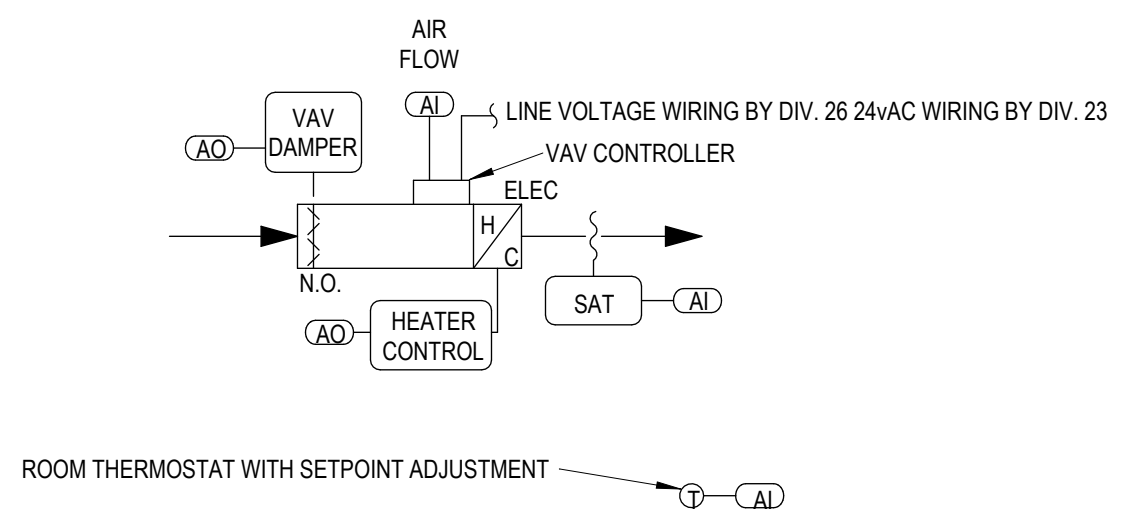 AIR
FLOW
AI
LINE VOLTAGE WIRING BY DIV. 26 24vAC WIRING BY DIV. 23
VAV
DAMPER
AO
VAV CONTROLLER
ELEC
H
C
N.O.
SAT
AI
HEATER
CONTROL
AO
ROOM THERMOSTAT WITH SETPOINT ADJUSTMENT
T
AI